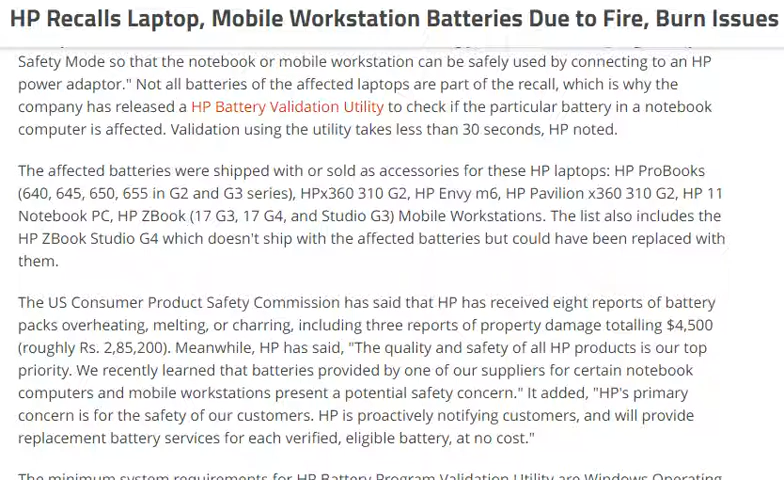 HP Recalls Laptop, Mobile Workstation Batteries Due to Fire, Burn Issues
Safety Mode so that the notebook or mobile workstation can be safely used by connecting to an HP
power adaptor." Not all batteries of the affected laptops are part of the recall, which is why the
company has released a HP Battery Validation Utility to check if the particular battery in a notebook
computer is affected. Validation using the utility takes less than 30 seconds, HP noted.
The affected batteries were shipped with or sold as accessories for these HP laptops: HP ProBooks
(640, 645, 650, 655 in G2 and G3 series), HPx360 310 G2, HP Envy m6, HP Pavilion x360 310 G2, HP 11
Notebook PC, HP ZBook (17 G3, 17 G4, and Studio G3) Mobile Workstations. The list also includes the
HP ZBook Studio G4 which doesn't ship with the affected batteries but could have been replaced with
them.
The US Consumer Product Safety Commission has said that HP has received eight reports of battery
packs overheating, melting, or charring, including three reports of property damage totalling $4,500
(roughly Rs. 2,85,200). Meanwhile, HP has said, "The quality and safety of all HP products is our top
priority. We recently learned that batteries provided by one of our suppliers for certain notebook
computers and mobile workstations present a potential safety concern." It added, "HP's primary
concern is for the safety of our customers. HP is proactively notifying customers, and will provide
replacement battery services for each verified, eligible battery, at no cost."
The minimum system requirements for HP Battery Program Validation Utility are Windows Operating